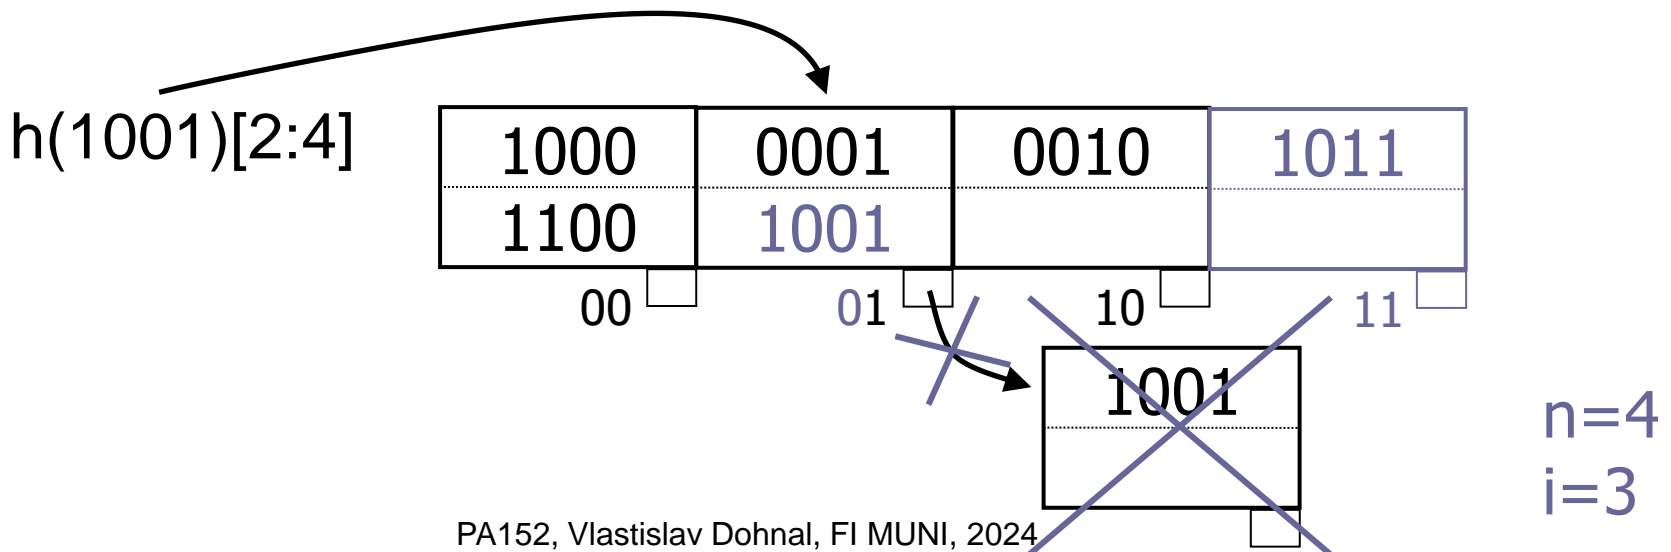 h(1001)[2:4]
1000 0001 0010 1011
1100 1001
00 01 10 11
1001
n=4
i=3
PA152, Vlastislav Dohnal, FI MUNI, 2024